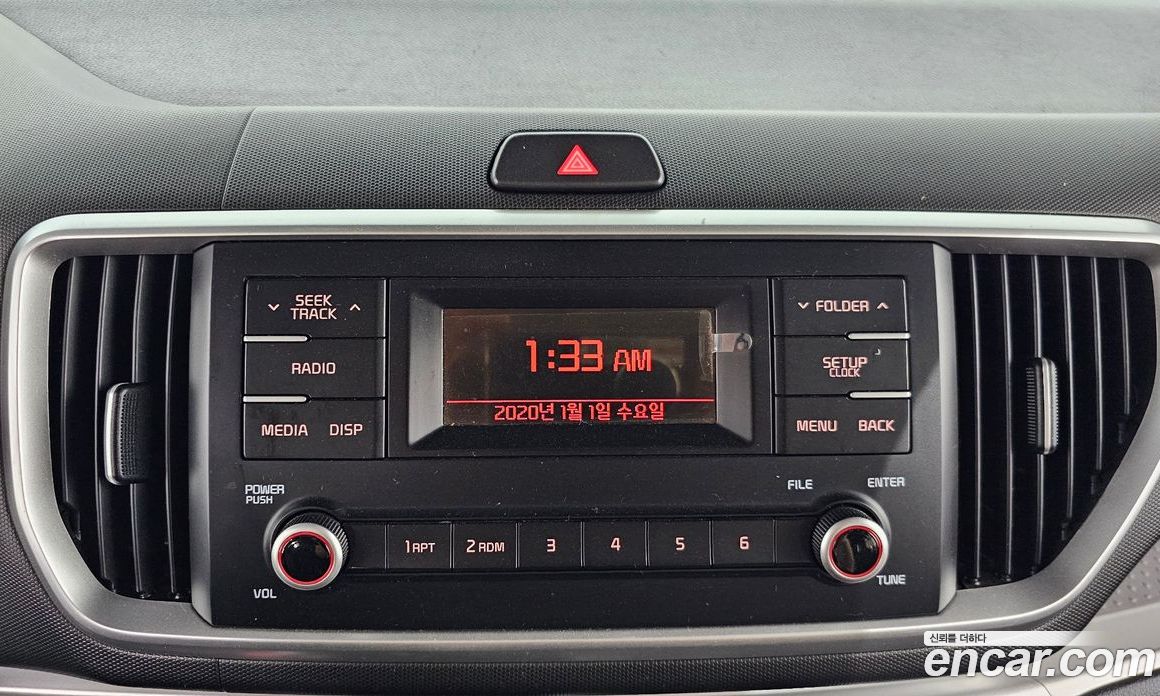 SEEK
TRACK
RADIO
MEDIA DISP
1:33 AM
2020년 1월 1일 수요일
FOLDER
SETUP
CLOCK
MENU BACK
POWER
PUSH
VOL
1 RPT 2 RDM 3 4 5 6
FILE ENTER
TUNE
신뢰를 더하다
encar.com